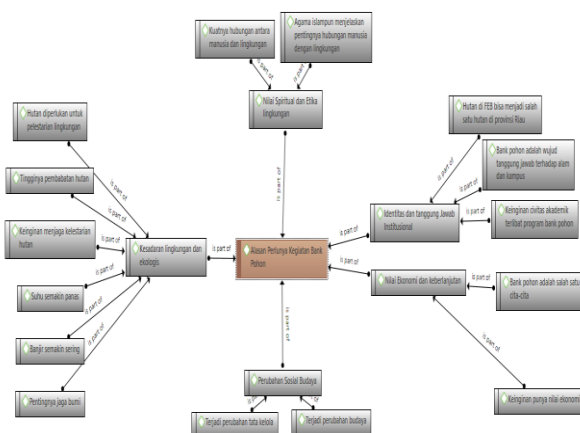 Kuatnya hubungan antara
manusia dan lingkungan
Agama islampun menjelaskan
pentingnya hubungan manusia
dengan lingkungan
is part of
is part of
Nilai Spiritual dan Etika
lingkungan
is part of
Hutan diperlukan untuk
pelestarian lingkungan
Tingginya pembabatan hutan
Keinginan menjaga kelestarian
hutan
Suhu semakin panas
Banjir semakin sering
Pentingnya jaga bumi
is part of
is part of
is part of
is part of
is part of
is part of
Kesadaran lingkungan dan
ekologis
is part of
Alasan Perlunya Kegiatan Bank
Pohon
is part of
is part of
Identitas dan tanggung Jawab
Institusional
is part of
is part of
is part of
Hutan di FEB bisa menjadi salah
satu hutan di provinsi Riau
Bank pohon adalah wujud
tanggung jawab terhadap alam
dan kampus
Keinginan civitas akademik
terlibat program bank pohon
Nilai Ekonomi dan keberlanjutan
is part of
is part of
Bank pohon adalah salah satu
cita-cita
Keinginan punya nilai ekonomi
is part of
Perubahan Sosial Budaya
is part of
Terjadi perubahan tata kelola
Terjadi perubahan budaya